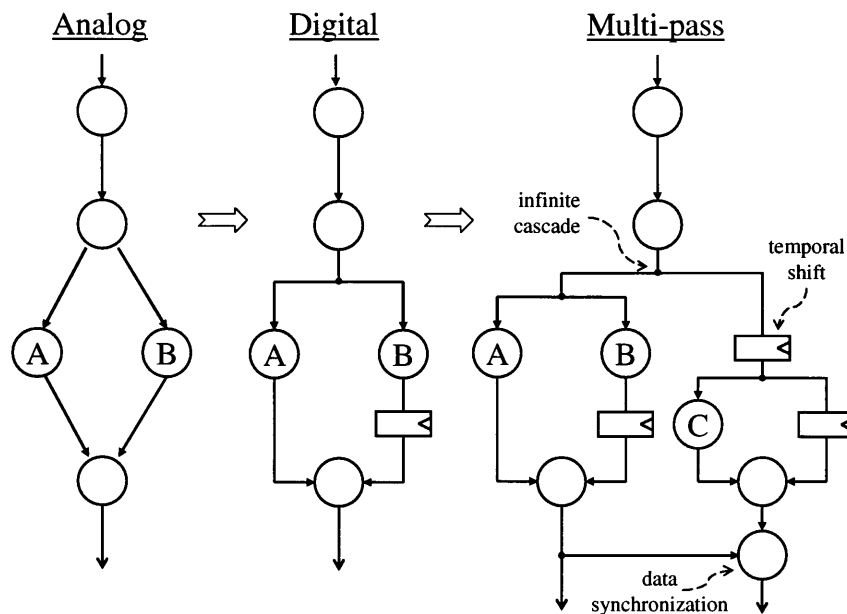 Analog
Digital
Multi-pass
infinite
cascade
temporal
shift
A
B
A
B
A
B
C
data
synchronization